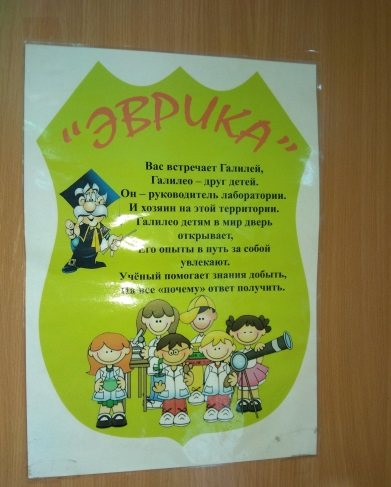 "ЭВРИКА"
Вас встречает Галилей,
Галилео – друг детей.
Он – руководитель лаборатории.
И хозяин на этой территории.
Галилео детям в мир дверь
открывает,
Его опыты в путь за собой
увлекают.
Учёный помогает знания добыть,
На все «почему» ответ получить.